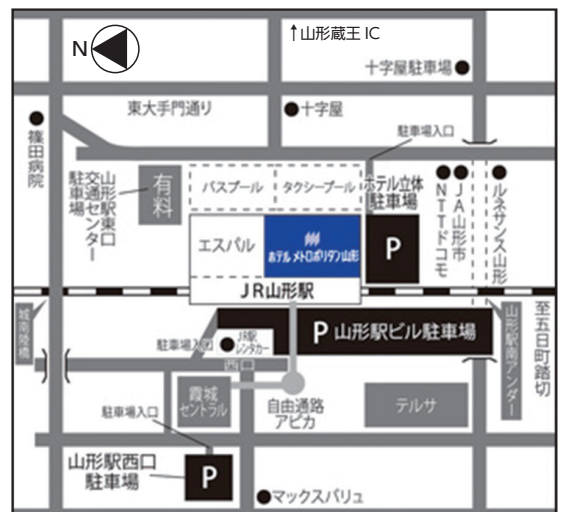 ↑山形蔵王 IC
N
十字屋駐車場
東大手門通り
十字屋
駐車場入口
篠田病院
山形駅東口
交通センター
駐車場
有料
バスプール
タクシープール
ホテル立体
駐車場
P
NTTドコモ
JA山形市
ルネサンス山形
エスパル
ホテル メトロポリタン山形
JR山形駅
城南陸橋
山形駅南アンダー
至五日町踏切
駐車場入口
JR駅
レンタカー
P 山形駅ビル駐車場
霞城
セントラル
自由通路
アピカ
テルサ
駐車場入口
山形駅西口
駐車場
P
マックスバリュ